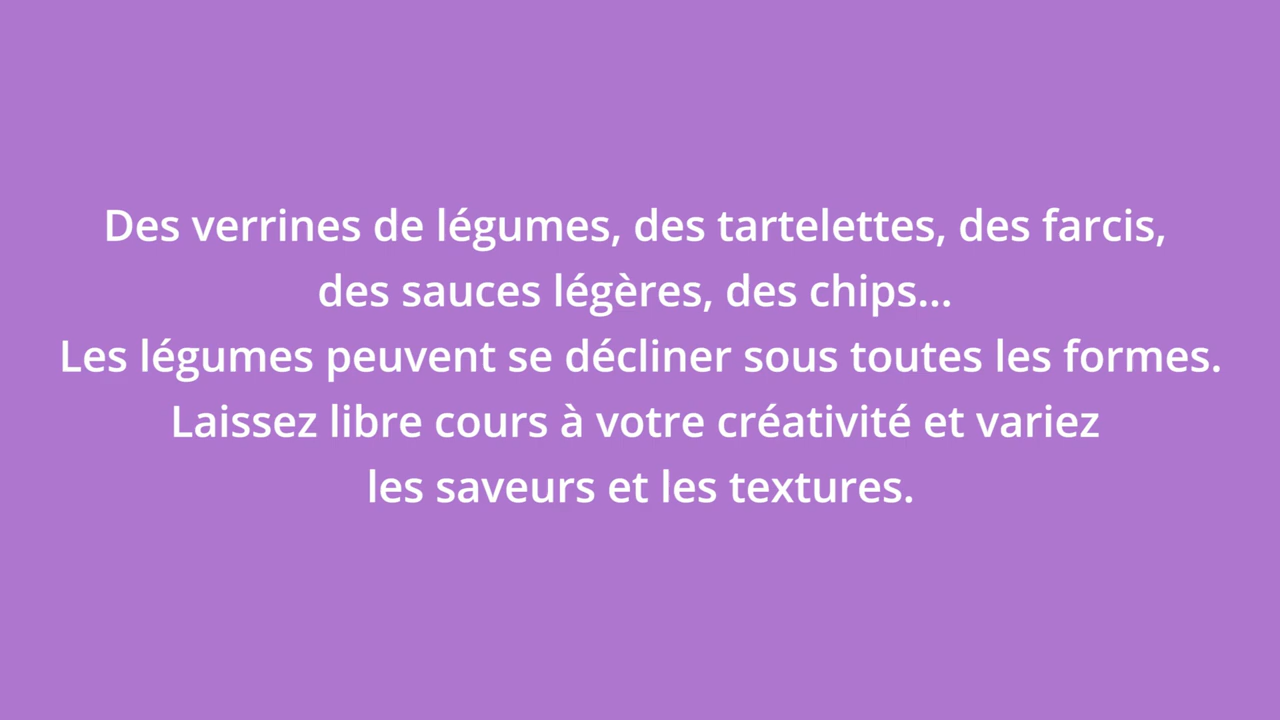 Des verrines de légumes, des tartelettes, des farcis,
des sauces légères, des chips...
Les légumes peuvent se décliner sous toutes les formes.
Laissez libre cours à votre créativité et variez
les saveurs et les textures.